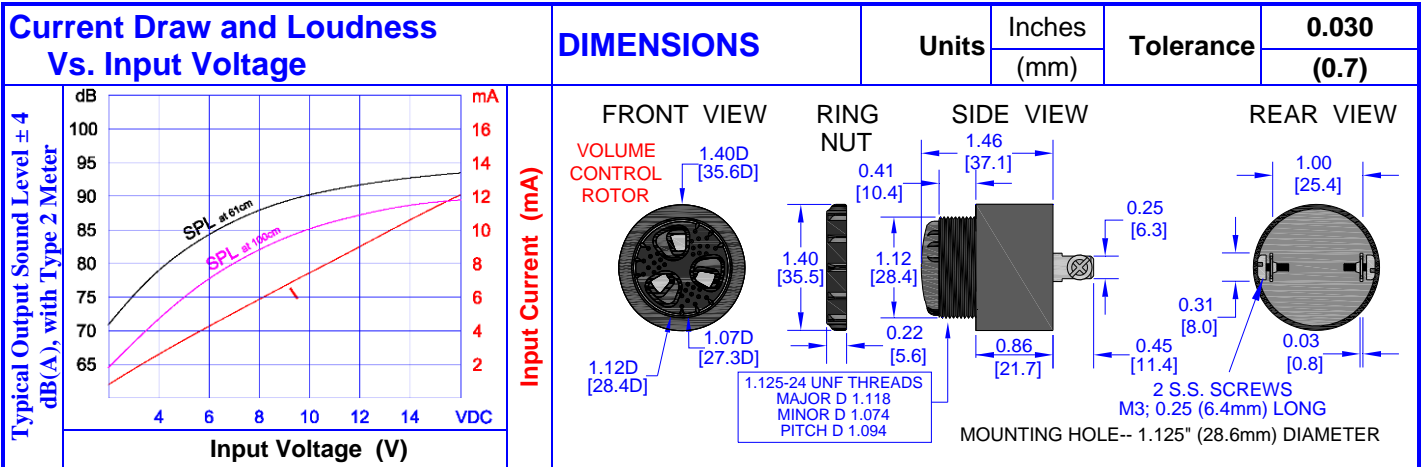 Current Draw and Loudness
Vs. Input Voltage
DIMENSIONS
Units
Inches
(mm)
Tolerance
0.030
(0.7)
Typical Output Sound Level ± 4
dB(A), with Type 2 Meter
dB
100
95
90
85
80
75
70
65
SPL at 61cm
SPL at 100cm
I
mA
16
14
12
10
8
6
4
2
4
6
8
10
12
14
VDC
Input Voltage (V)
Input Current (mA)
FRONT VIEW
VOLUME
CONTROL
ROTOR
1.40D
[35.6D]
1.12D
[28.4D]
1.07D
[27.3D]
RING
NUT
1.40
[35.5]
0.22
[5.6]
SIDE VIEW
1.46
[37.1]
0.41
[10.4]
1.12
[28.4]
0.25
[6.3]
0.86
[21.7]
0.45
[11.4]
1.125-24 UNF THREADS
MAJOR D 1.118
MINOR D 1.074
PITCH D 1.094
REAR VIEW
1.00
[25.4]
0.31
[8.0]
0.03
[0.8]
2 S.S. SCREWS
M3; 0.25 (6.4mm) LONG
MOUNTING HOLE-- 1.125" (28.6mm) DIAMETER